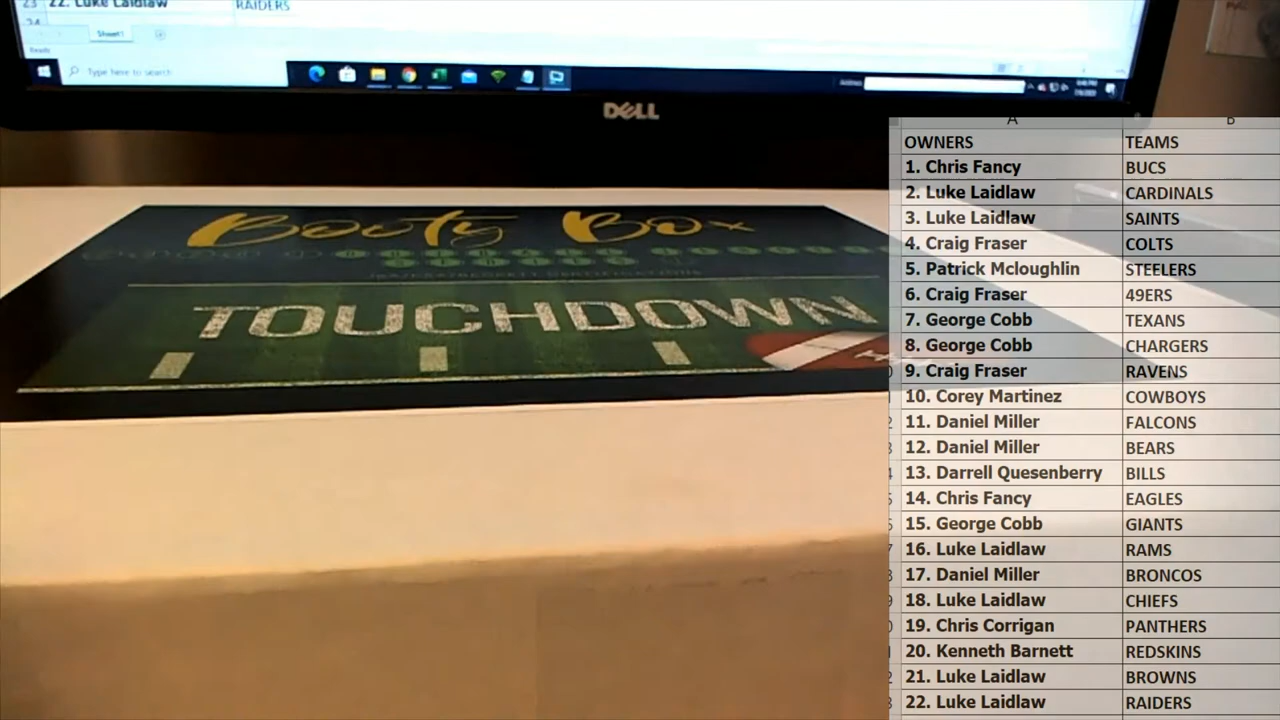 22. Luke Laidlaw RAIDERS
Sheet1
Type here to search
DELL
Booty Box
TOUCHDOWN
A B
OWNERS TEAMS
1. Chris Fancy BUCS
2. Luke Laidlaw CARDINALS
3. Luke Laidlaw SAINTS
4. Craig Fraser COLTS
5. Patrick Mcloughlin STEELERS
6. Craig Fraser 49ERS
7. George Cobb TEXANS
8. George Cobb CHARGERS
9. Craig Fraser RAVENS
10. Corey Martinez COWBOYS
11. Daniel Miller FALCONS
12. Daniel Miller BEARS
13. Darrell Quesenberry BILLS
14. Chris Fancy EAGLES
15. George Cobb GIANTS
16. Luke Laidlaw RAMS
17. Daniel Miller BRONCOS
18. Luke Laidlaw CHIEFS
19. Chris Corrigan PANTHERS
20. Kenneth Barnett REDSKINS
21. Luke Laidlaw BROWNS
22. Luke Laidlaw RAIDERS